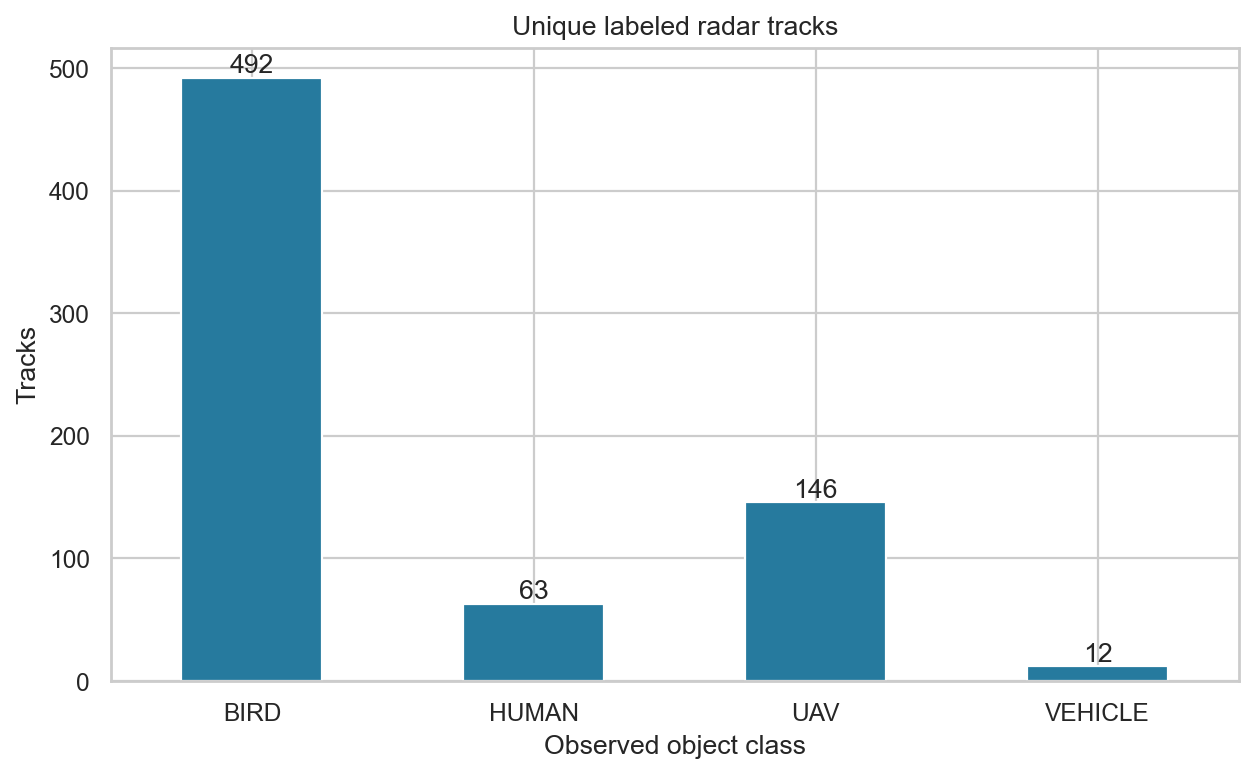 Unique labeled radar tracks
500
400
300
200
100
0
Tracks
492
63
146
12
BIRD HUMAN UAV VEHICLE
Observed object class